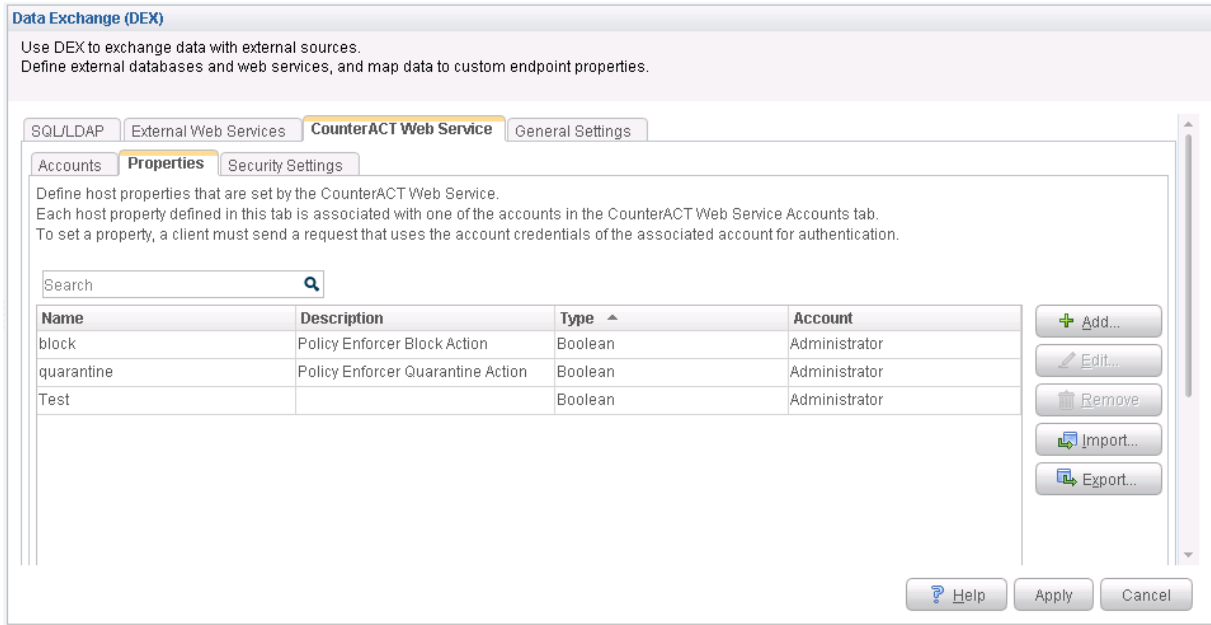 Data Exchange (DEX)
Use DEX to exchange data with external sources.
Define external databases and web services, and map data to custom endpoint properties.
SQL/LDAP External Web Services CounterACT Web Service General Settings
Accounts Properties Security Settings
Define host properties that are set by the CounterACT Web Service.
Each host property defined in this tab is associated with one of the accounts in the CounterACT Web Service Accounts tab.
To set a property, a client must send a request that uses the account credentials of the associated account for authentication.
Search
Name Description Type Account
block Policy Enforcer Block Action Boolean Administrator
quarantine Policy Enforcer Quarantine Action Boolean Administrator
Test Boolean Administrator
Add...
Edit...
Remove
Import...
Export...
Help Apply Cancel